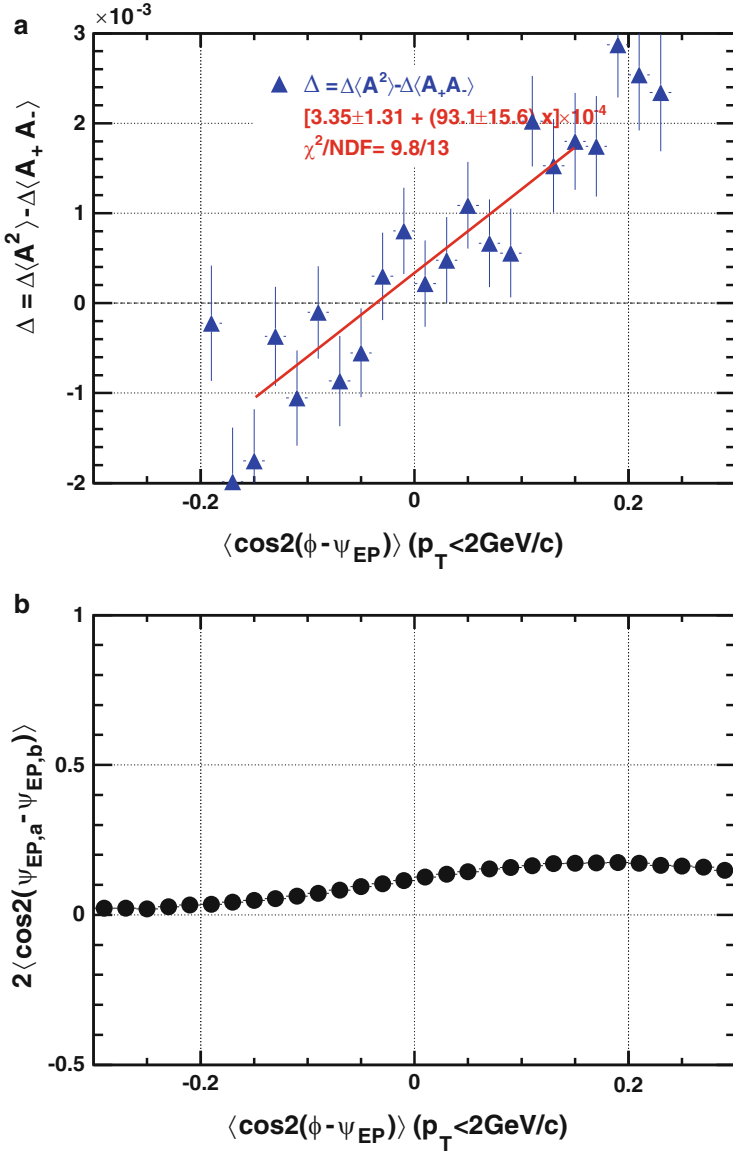 a
×10⁻³
3
2
1
0
-1
-2
Δ = Δ⟨A²⟩-Δ⟨A₊A₋⟩
Δ = Δ⟨A²⟩-Δ⟨A₊A₋⟩
[3.35±1.31 + (93.1±15.6) x]×10⁻⁴
χ²/NDF= 9.8/13
-0.2 0 0.2
⟨cos2(ϕ-ψ_EP)⟩ (p_T<2GeV/c)
b
1
0.5
0
-0.5
2⟨cos2(ψ_EP,a-ψ_EP,b)⟩
-0.2 0 0.2
⟨cos2(ϕ-ψ_EP)⟩ (p_T<2GeV/c)